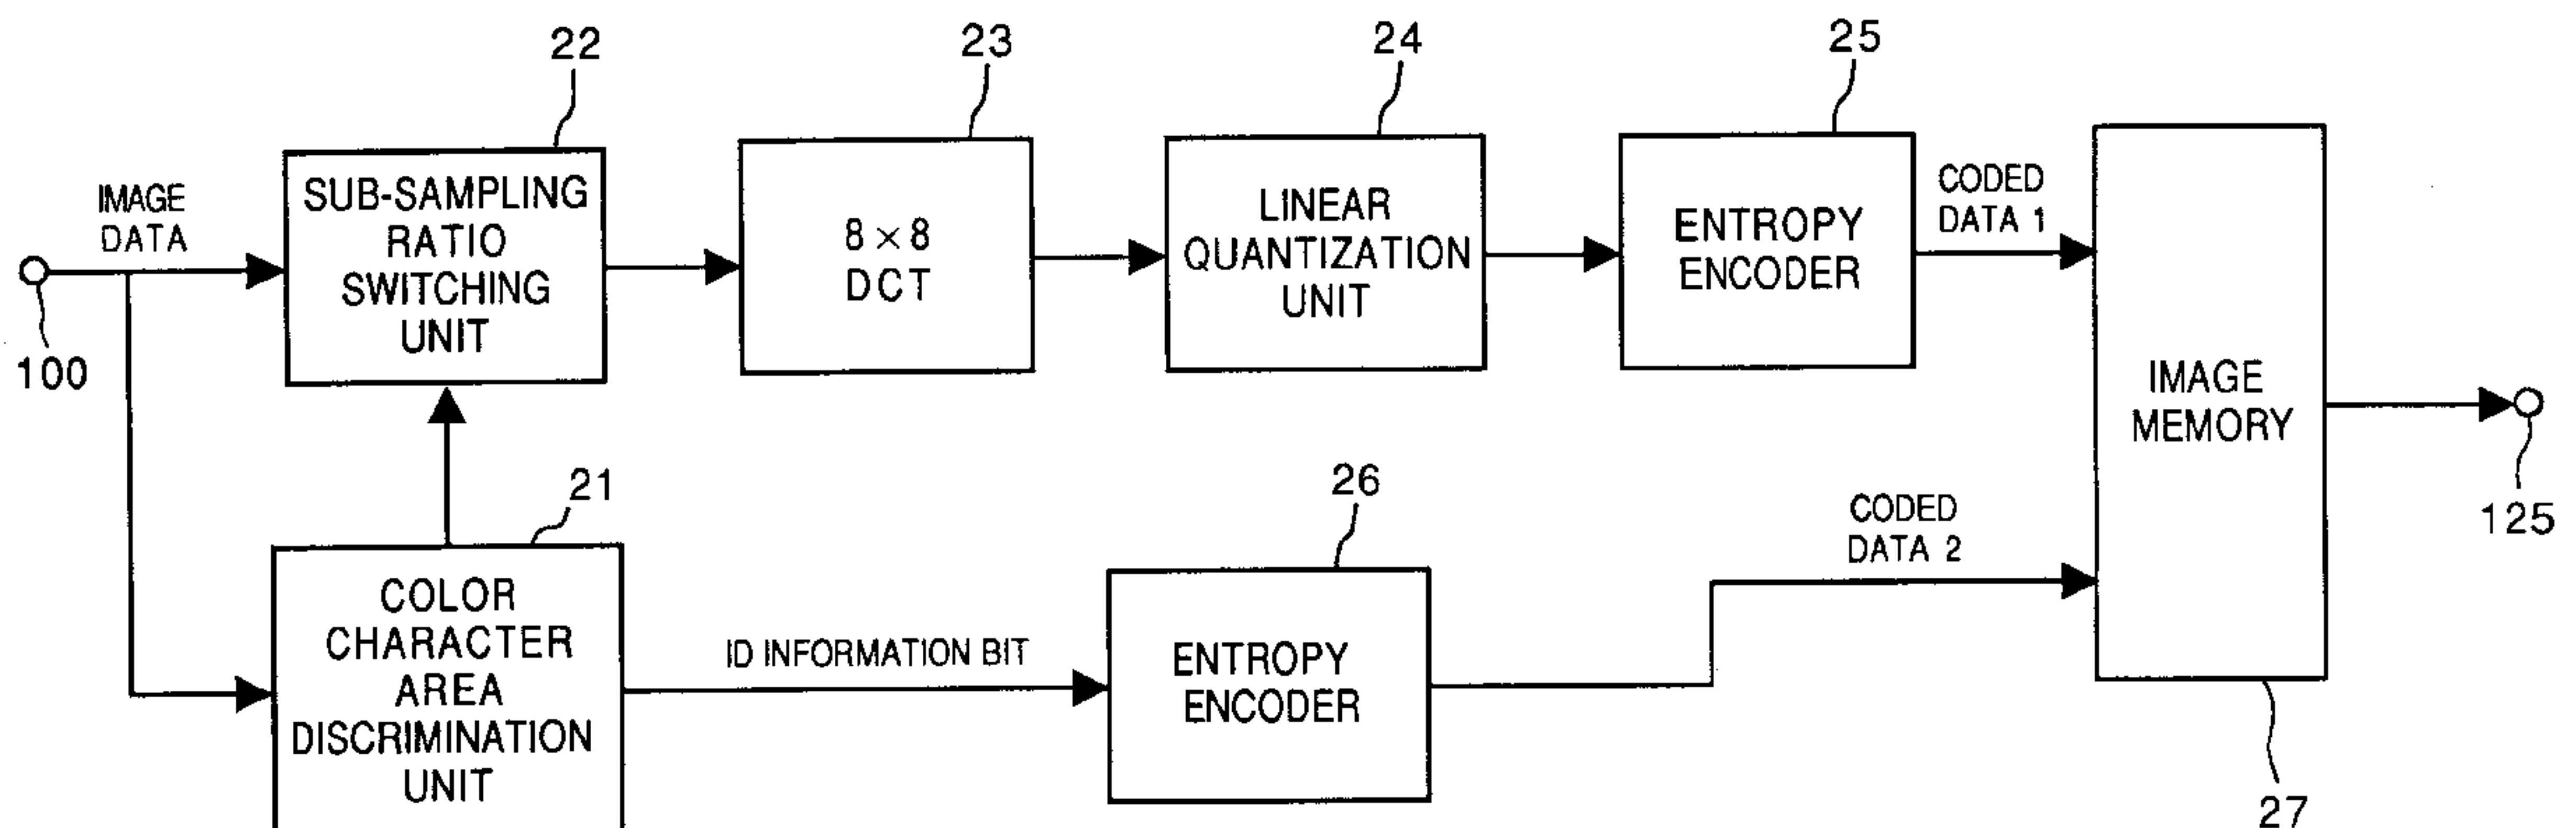 22
23
24
25
IMAGE
DATA
SUB-SAMPLING
RATIO
SWITCHING
UNIT
8 × 8
DCT
LINEAR
QUANTIZATION
UNIT
ENTROPY
ENCODER
CODED
DATA 1
100
IMAGE
MEMORY
125
21
26
CODED
DATA 2
COLOR
CHARACTER
AREA
DISCRIMINATION
UNIT
ID INFORMATION BIT
ENTROPY
ENCODER
27